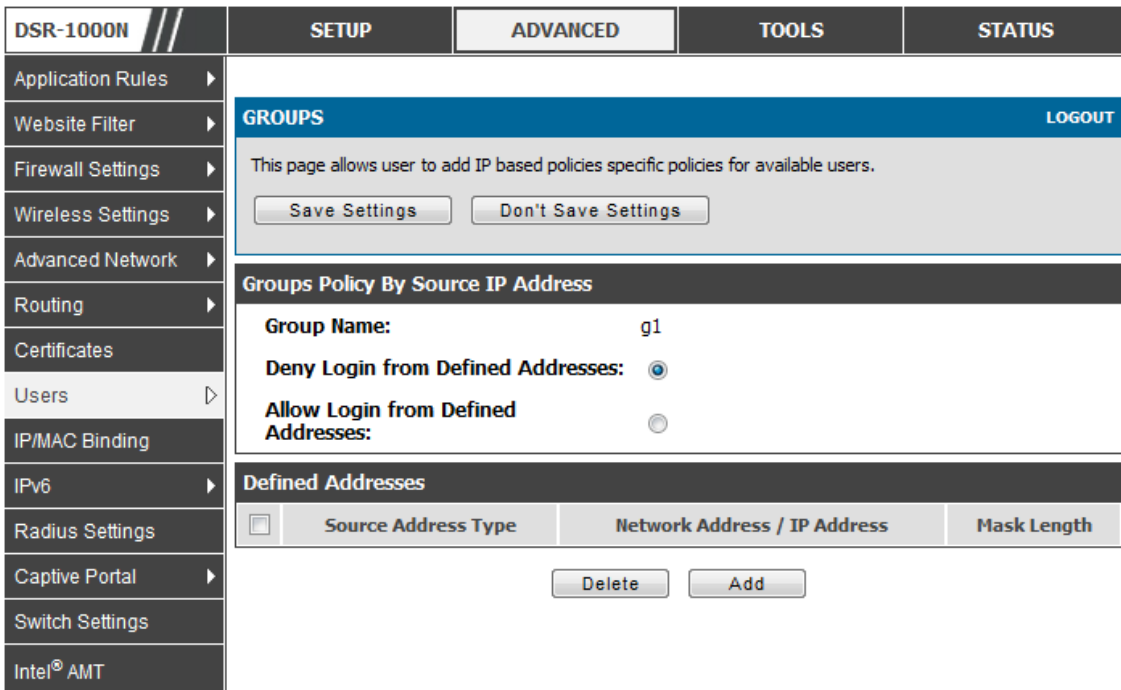 DSR-1000N
SETUP
ADVANCED
TOOLS
STATUS
Application Rules
Website Filter
Firewall Settings
Wireless Settings
Advanced Network
Routing
Certificates
Users
IP/MAC Binding
IPv6
Radius Settings
Captive Portal
Switch Settings
Intel® AMT
GROUPS
LOGOUT
This page allows user to add IP based policies specific policies for available users.
Save Settings
Don't Save Settings
Groups Policy By Source IP Address
Group Name: g1
Deny Login from Defined Addresses:
Allow Login from Defined
Addresses:
Defined Addresses
Source Address Type
Network Address / IP Address
Mask Length
Delete
Add